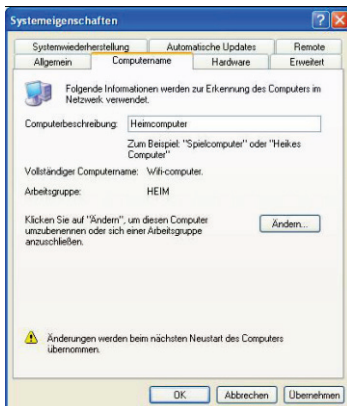 Systemeigenschaften
Systemwiederherstellung Automatische Updates Remote
Allgemein Computername Hardware Erweitert
Folgende Informationen werden zur Erkennung des Computers im
Netzwerk verwendet.
Computerbeschreibung: Heimcomputer
Zum Beispiel: "Spielcomputer" oder "Heikes
Computer"
Vollständiger Computername: Wifi-computer.
Arbeitsgruppe: HEIM
Klicken Sie auf "Ändern", um diesen Computer
umzubenennen oder sich einer Arbeitsgruppe
anzuschließen.
Ändern...
Änderungen werden beim nächsten Neustart des Computers
übernommen.
OK Abbrechen Übernehmen